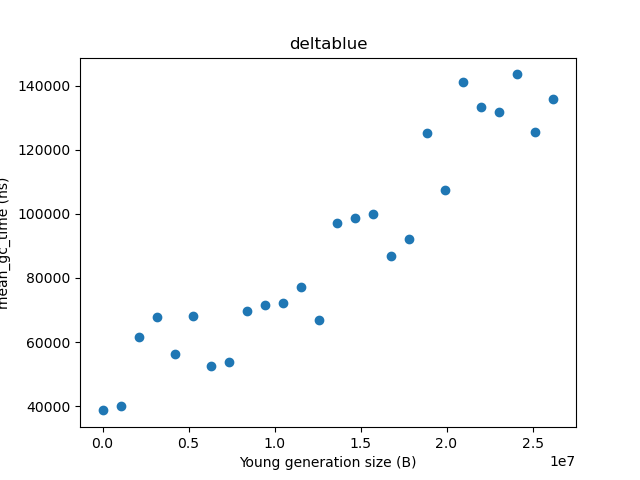 deltablue
mean_gc_time (ns)
140000
120000
100000
80000
60000
40000
0.0 0.5 1.0 1.5 2.0 2.5
1e7
Young generation size (B)